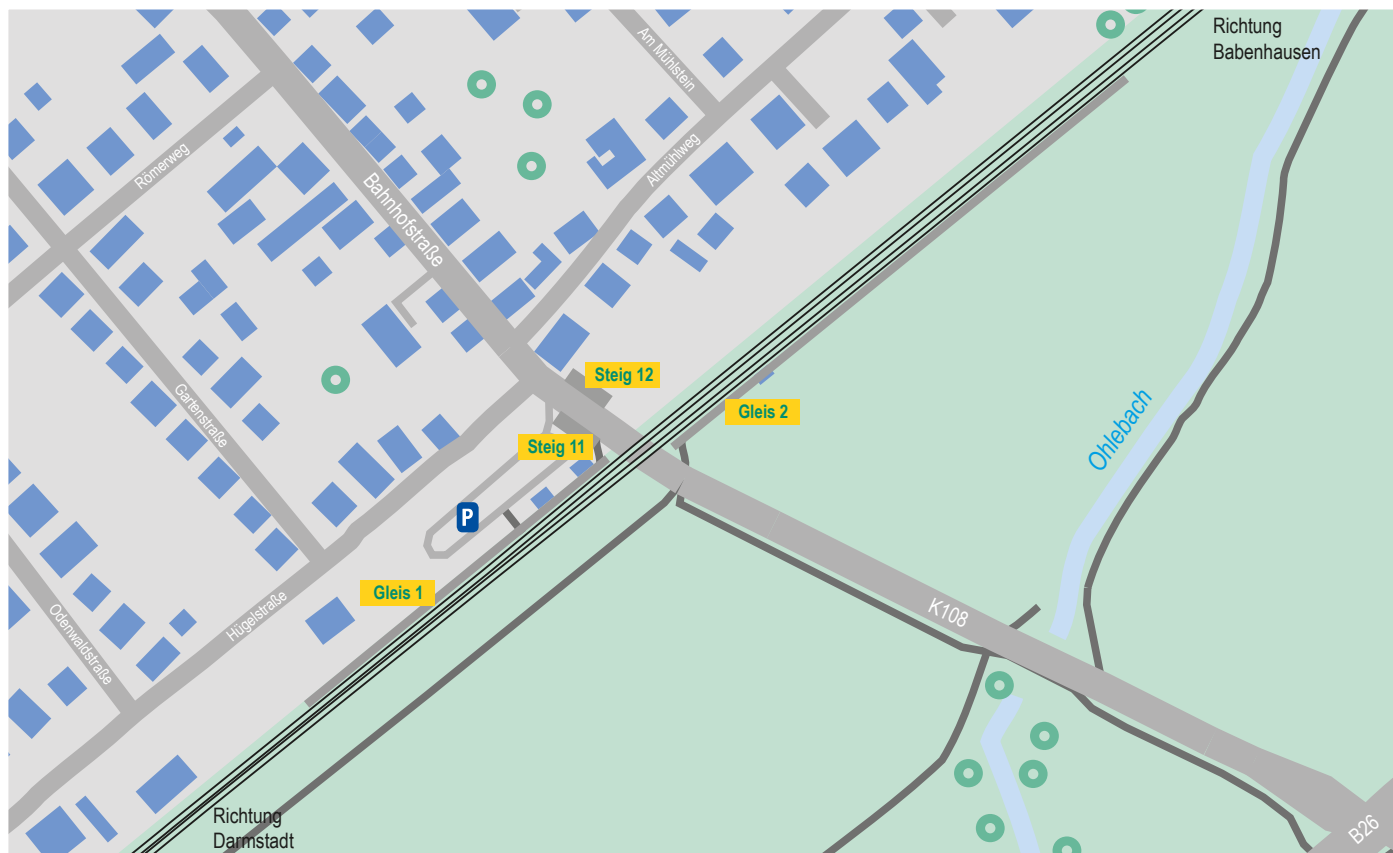 Richtung
Babenhausen
Am Mühlstein
Römerweg
Altmühlweg
Bahnhofstraße
Steig 12
Gleis 2
Gartenstraße
Ohlebach
Steig 11
P
Gleis 1
K108
Hügelstraße
Odenwaldstraße
Richtung
Darmstadt
B26